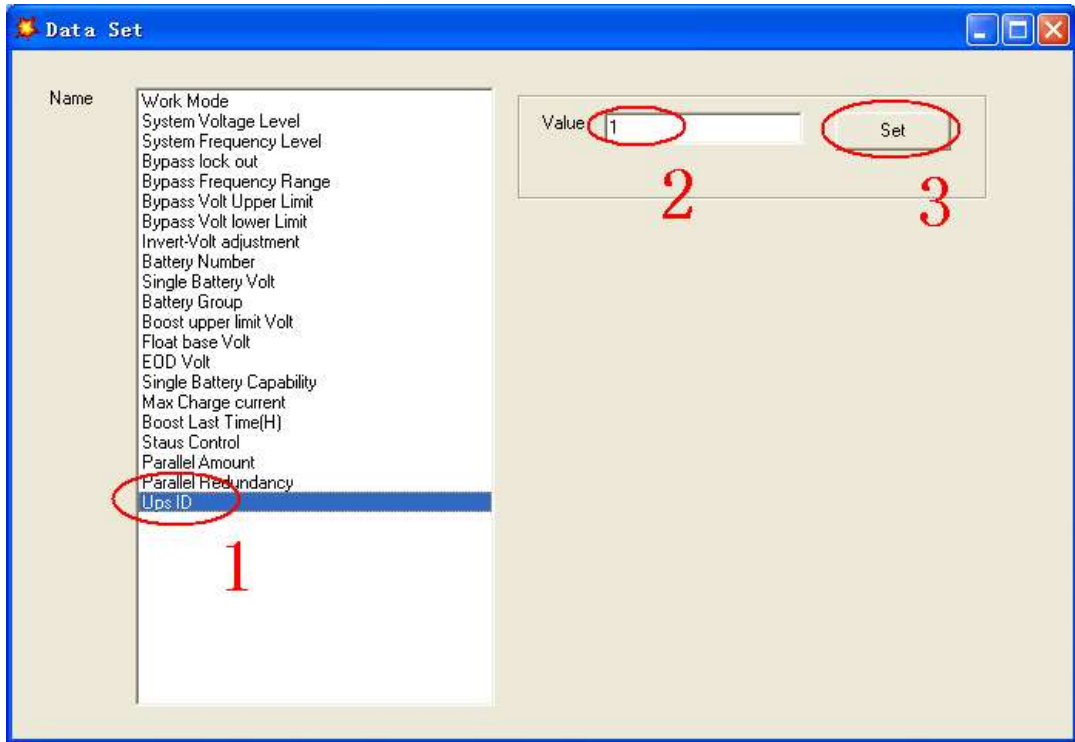 Data Set
Name
Work Mode
System Voltage Level
System Frequency Level
Bypass lock out
Bypass Frequency Range
Bypass Volt Upper Limit
Bypass Volt lower Limit
Invert-Volt adjustment
Battery Number
Single Battery Volt
Battery Group
Boost upper limit Volt
Float base Volt
EOD Volt
Single Battery Capability
Max Charge current
Boost Last Time(H)
Staus Control
Parallel Amount
Parallel Redundancy
Ups ID
1
Value
1
Set
2
3